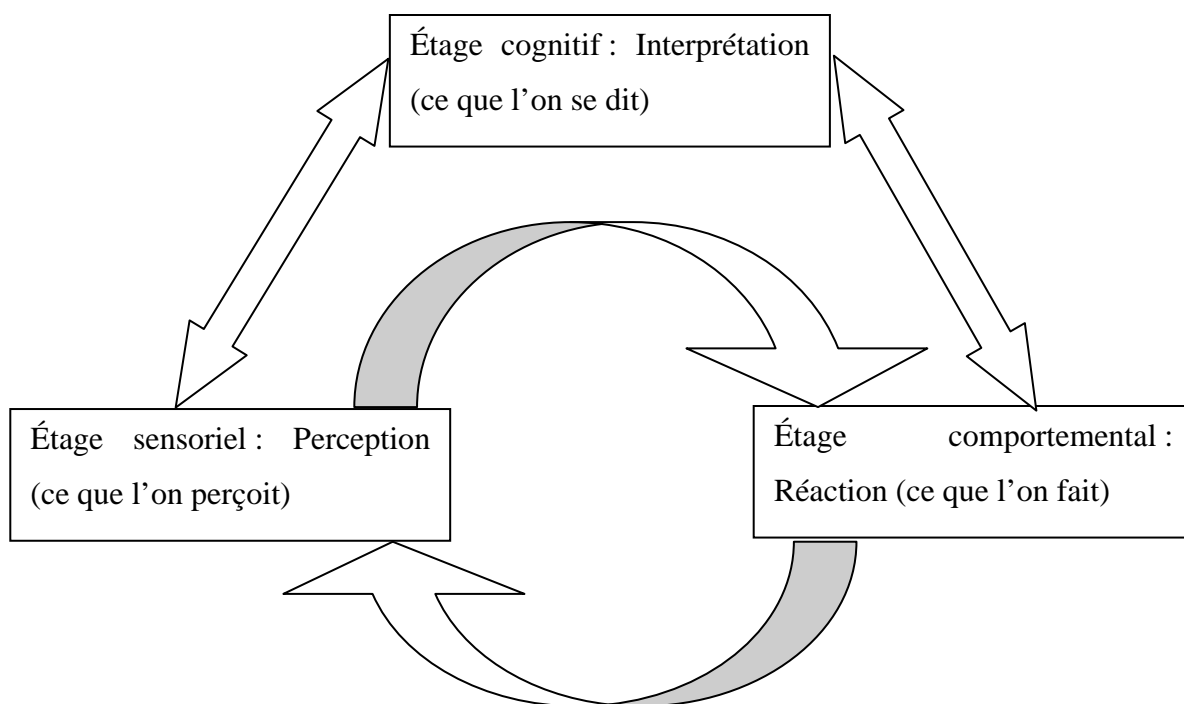 Étage cognitif : Interprétation
(ce que l’on se dit)
Étage sensoriel : Perception
(ce que l’on perçoit)
Étage comportemental :
Réaction (ce que l’on fait)